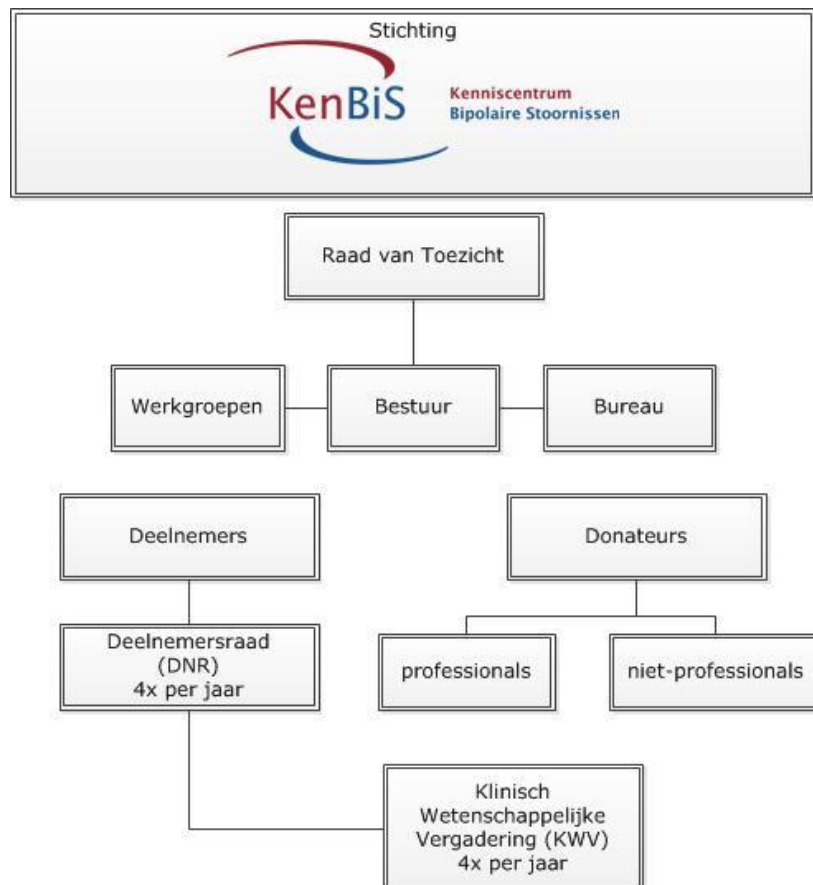 Stichting
KenBiS
Kenniscentrum
Bipolaire Stoornissen
Raad van Toezicht
Werkgroepen
Bestuur
Bureau
Deelnemers
Donateurs
Deelnemersraad
(DNR)
4x per jaar
professionals
niet-professionals
Klinisch
Wetenschappelijke
Vergadering (KWV)
4x per jaar